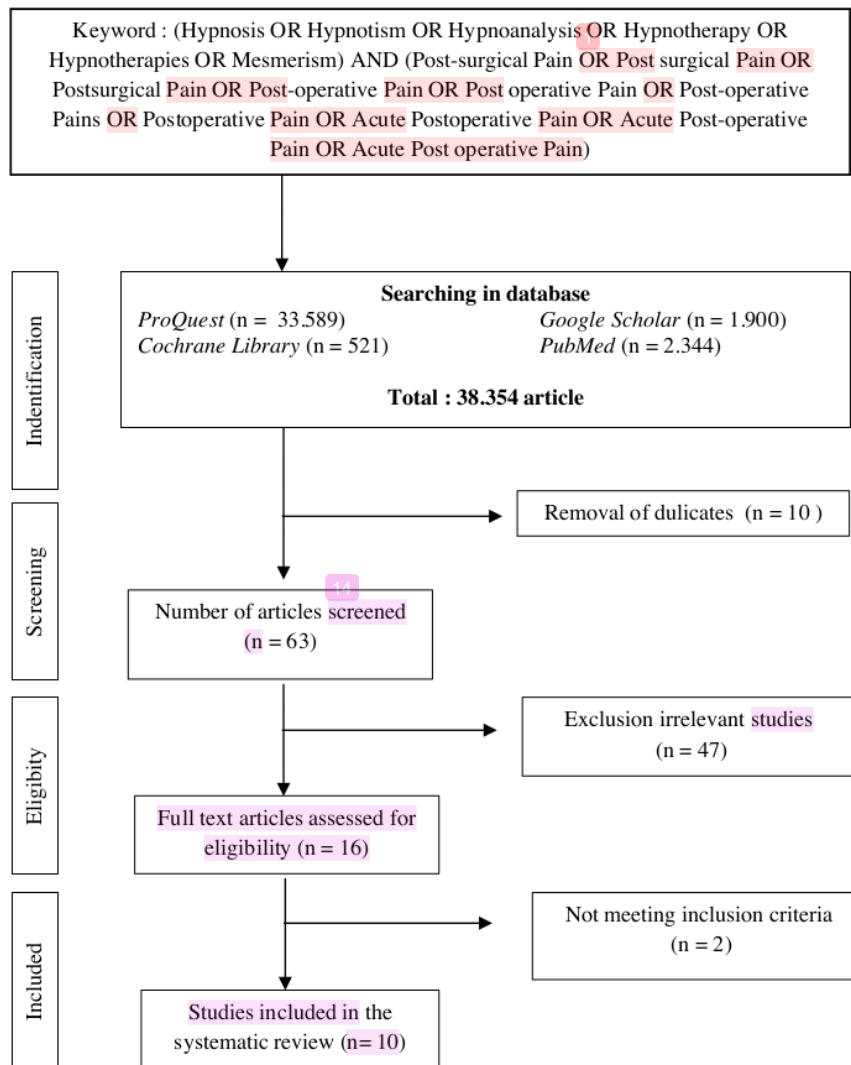 Keyword : (Hypnosis OR Hypnotism OR Hypnoanalysis OR Hypnotherapy OR
1
Hypnotherapies OR Mesmerism) AND (Post-surgical Pain OR Post surgical Pain OR
Postsurgical Pain OR Post-operative Pain OR Post operative Pain OR Post-operative
Pains OR Postoperative Pain OR Acute Postoperative Pain OR Acute Post-operative
Pain OR Acute Post operative Pain)
Indentification
Searching in database
ProQuest (n = 33.589) Google Scholar (n = 1.900)
Cochrane Library (n = 521) PubMed (n = 2.344)
Total : 38.354 article
Screening
Removal of dulicates (n = 10 )
14
Number of articles screened
(n = 63)
Eligibity
Exclusion irrelevant studies
(n = 47)
Full text articles assessed for
eligibility (n = 16)
Included
Not meeting inclusion criteria
(n = 2)
Studies included in the
systematic review (n= 10)